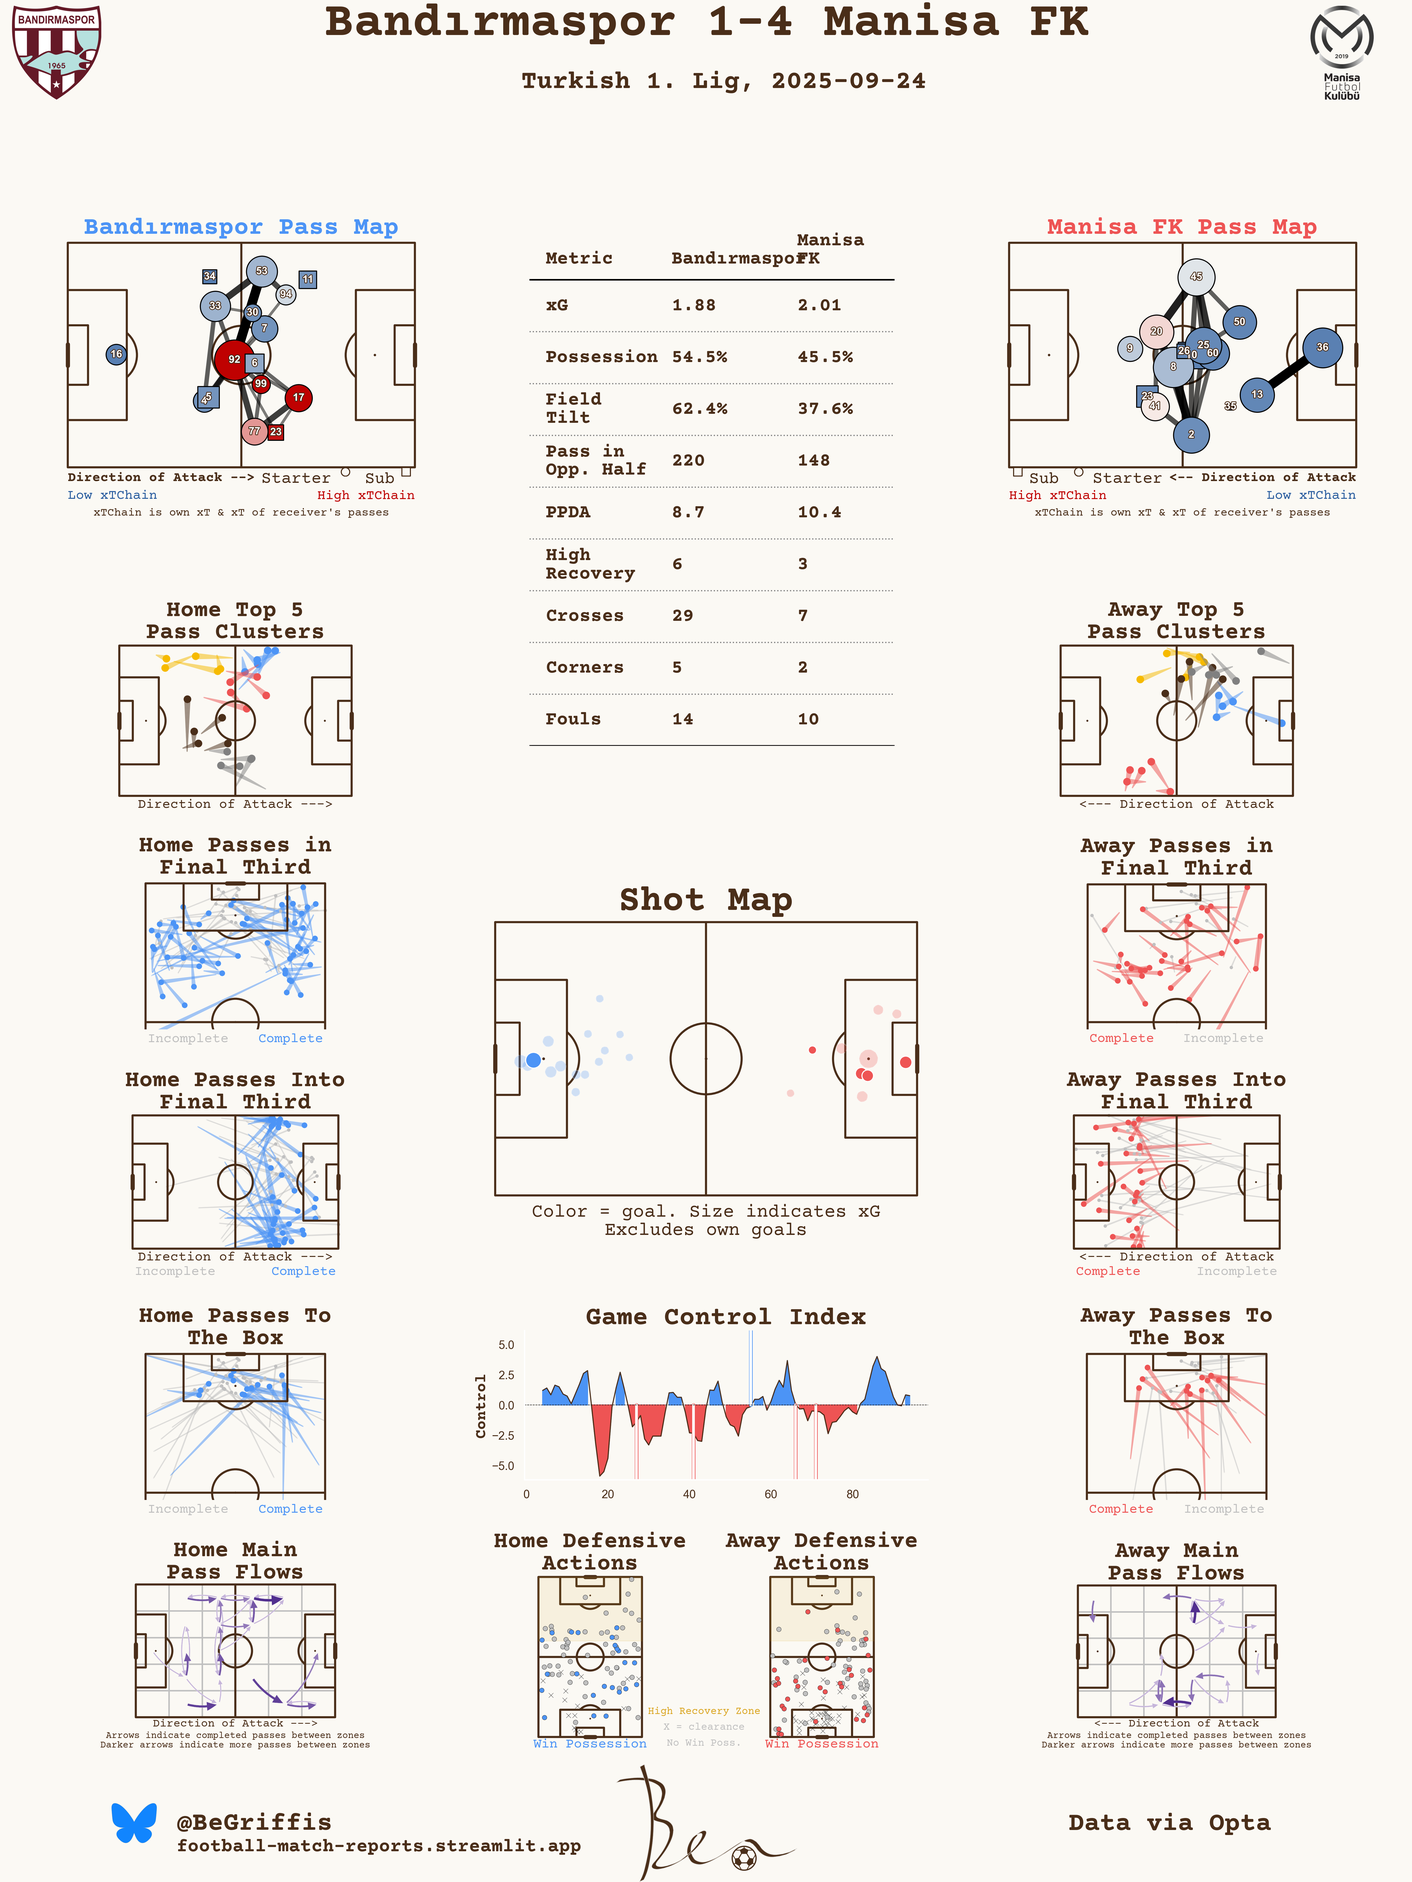 Bandırmaspor 1-4 Manisa FK
Turkish 1. Lig, 2025-09-24
BANDIRMASPOR
1965
2019
Manisa
Futbol
Kulübü
Bandırmaspor Pass Map
34
53
11
94
33
30
7
16
92
6
99
4
5
17
77
23
Direction of Attack --> Starter Sub
Low xTChain High xTChain
xTChain is own xT & xT of receiver's passes
Metric Bandırmaspor Manisa FK
xG 1.88 2.01
Possession 54.5% 45.5%
Field Tilt 62.4% 37.6%
Pass in Opp. Half 220 148
PPDA 8.7 10.4
High Recovery 6 3
Crosses 29 7
Corners 5 2
Fouls 14 10
Manisa FK Pass Map
45
50
20
9
26
25
60
36
8
23
41
35
13
2
Sub Starter <-- Direction of Attack
High xTChain Low xTChain
xTChain is own xT & xT of receiver's passes
Home Top 5
Pass Clusters
Direction of Attack --->
Away Top 5
Pass Clusters
<--- Direction of Attack
Home Passes in
Final Third
Incomplete Complete
Shot Map
Color = goal. Size indicates xG
Excludes own goals
Away Passes in
Final Third
Complete Incomplete
Home Passes Into
Final Third
Direction of Attack --->
Incomplete Complete
Away Passes Into
Final Third
<--- Direction of Attack
Complete Incomplete
Home Passes To
The Box
Incomplete Complete
Game Control Index
Control
5.0
2.5
0.0
−2.5
−5.0
0 20 40 60 80
Away Passes To
The Box
Complete Incomplete
Home Main
Pass Flows
Direction of Attack --->
Arrows indicate completed passes between zones
Darker arrows indicate more passes between zones
Home Defensive
Actions
Win Possession
High Recovery Zone
X = clearance
No Win Poss.
Away Defensive
Actions
Win Possession
Away Main
Pass Flows
<--- Direction of Attack
Arrows indicate completed passes between zones
Darker arrows indicate more passes between zones
@BeGriffis
football-match-reports.streamlit.app
Ben
Data via Opta